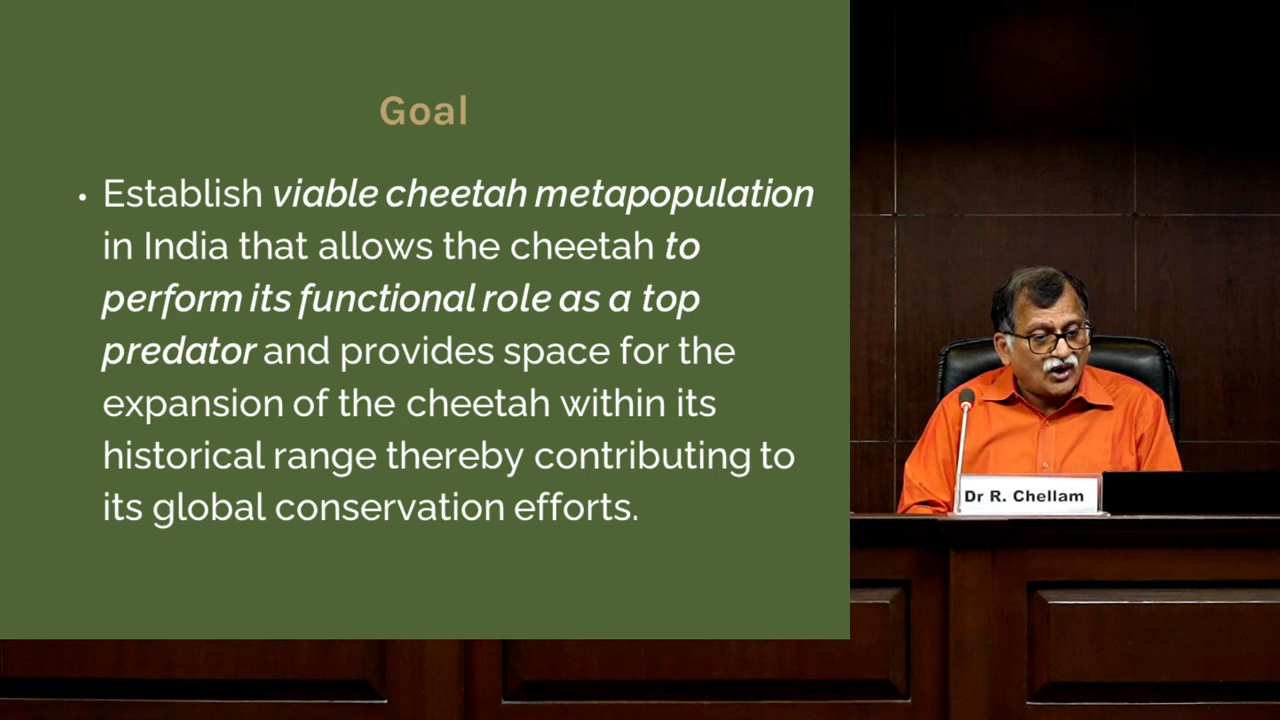 Goal
• Establish viable cheetah metapopulation
in India that allows the cheetah to
perform its functional role as a top
predator and provides space for the
expansion of the cheetah within its
historical range thereby contributing to
its global conservation efforts.
Dr R. Chellam